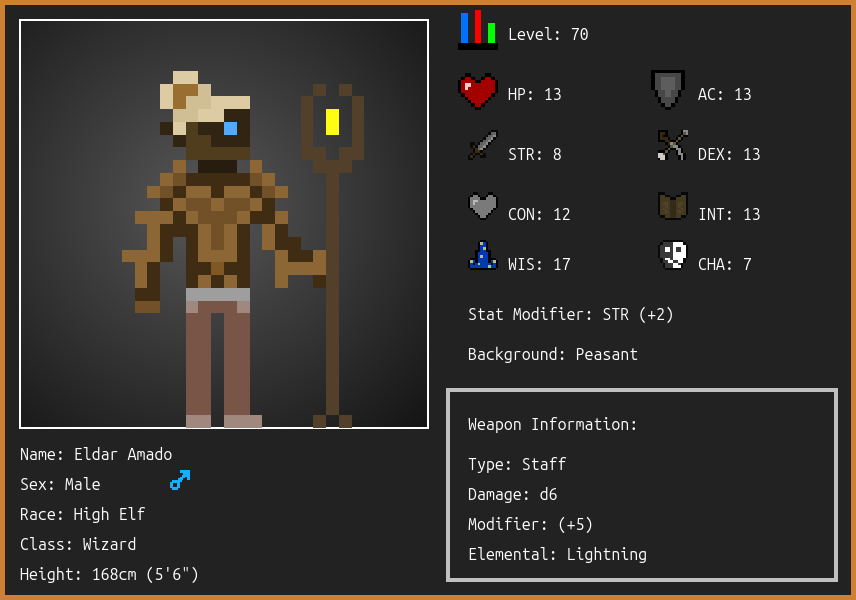 Level: 70
HP: 13
AC: 13
STR: 8
DEX: 13
CON: 12
INT: 13
WIS: 17
CHA: 7
Stat Modifier: STR (+2)
Background: Peasant
Weapon Information:
Type: Staff
Damage: d6
Modifier: (+5)
Elemental: Lightning
Name: Eldar Amado
Sex: Male
Race: High Elf
Class: Wizard
Height: 168cm (5'6")